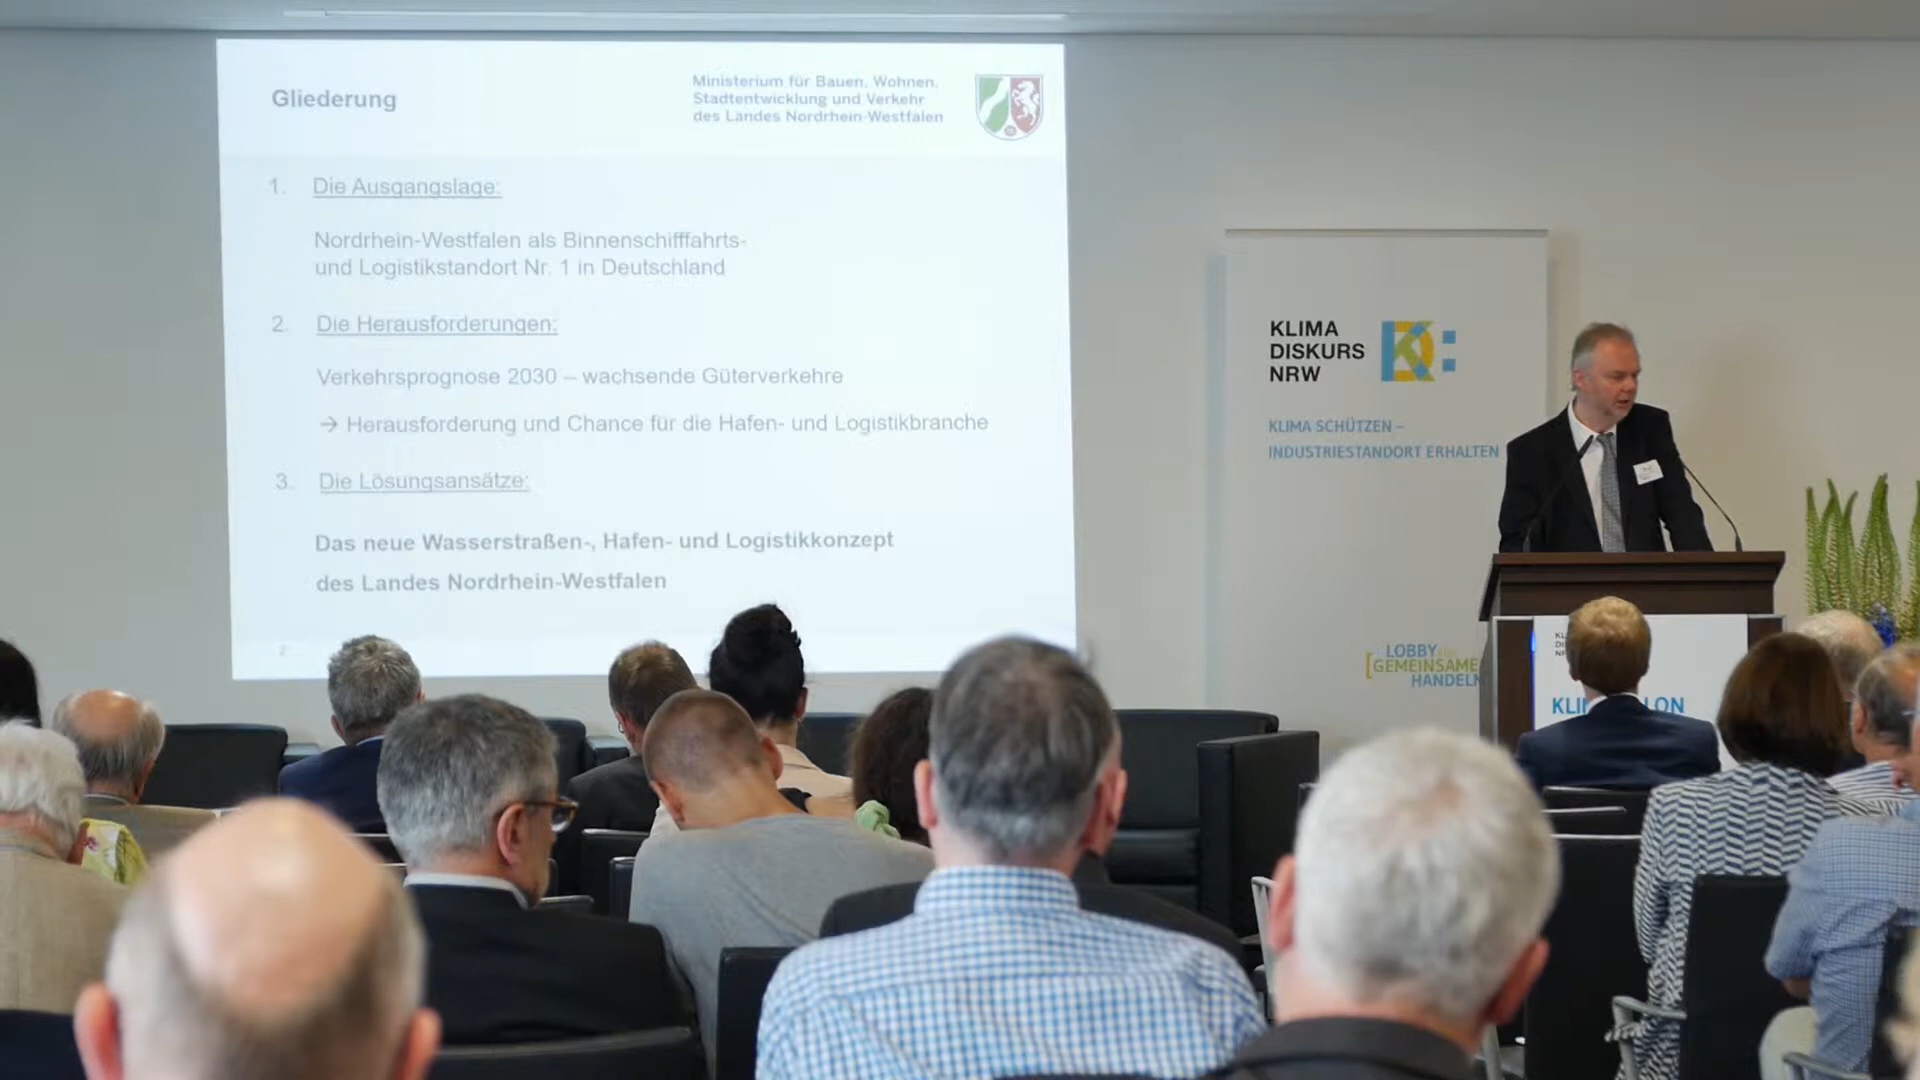 Gliederung
Ministerium für Bauen, Wohnen,
Stadtentwicklung und Verkehr
des Landes Nordrhein-Westfalen
1. Die Ausgangslage:
Nordrhein-Westfalen als Binnenschifffahrts-
und Logistikstandort Nr. 1 in Deutschland
2. Die Herausforderungen:
Verkehrsprognose 2030 – wachsende Güterverkehre
→ Herausforderung und Chance für die Hafen- und Logistikbranche
3. Die Lösungsansätze:
Das neue Wasserstraßen-, Hafen- und Logistikkonzept
des Landes Nordrhein-Westfalen
2
KLIMA
DISKURS
NRW
KLIMA SCHÜTZEN –
INDUSTRIESTANDORT ERHALTEN
LOBBY
[GEMEINSAME
HANDELN